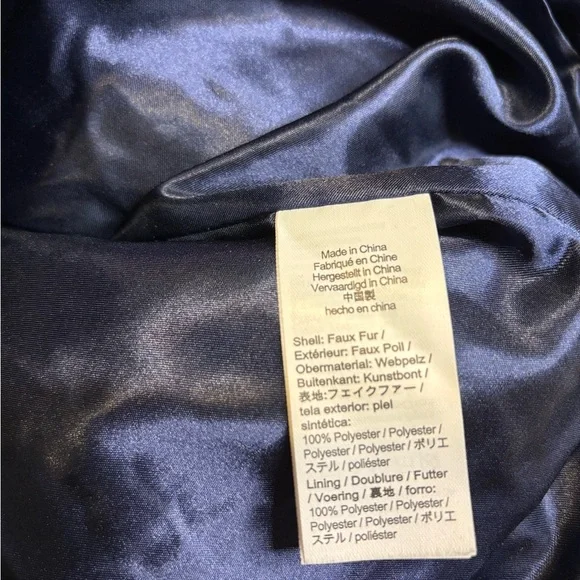 Made in China
Fabriqué en Chine
Hergestellt in China
Vervaardigd in China
中国製
hecho en china
Shell: Faux Fur /
Extérieur: Faux Poil /
Obermaterial: Webpelz /
Buitenkant: Kunstbont /
表地:フェイクファー /
tela exterior: piel
sintética:
100% Polyester / Polyester /
Polyester / Polyester / ポリエ
ステル / poliéster
Lining / Doublure / Futter
/ Voering / 裏地 / forro:
100% Polyester / Polyester /
Polyester / Polyester / ポリエ
ステル / poliéster